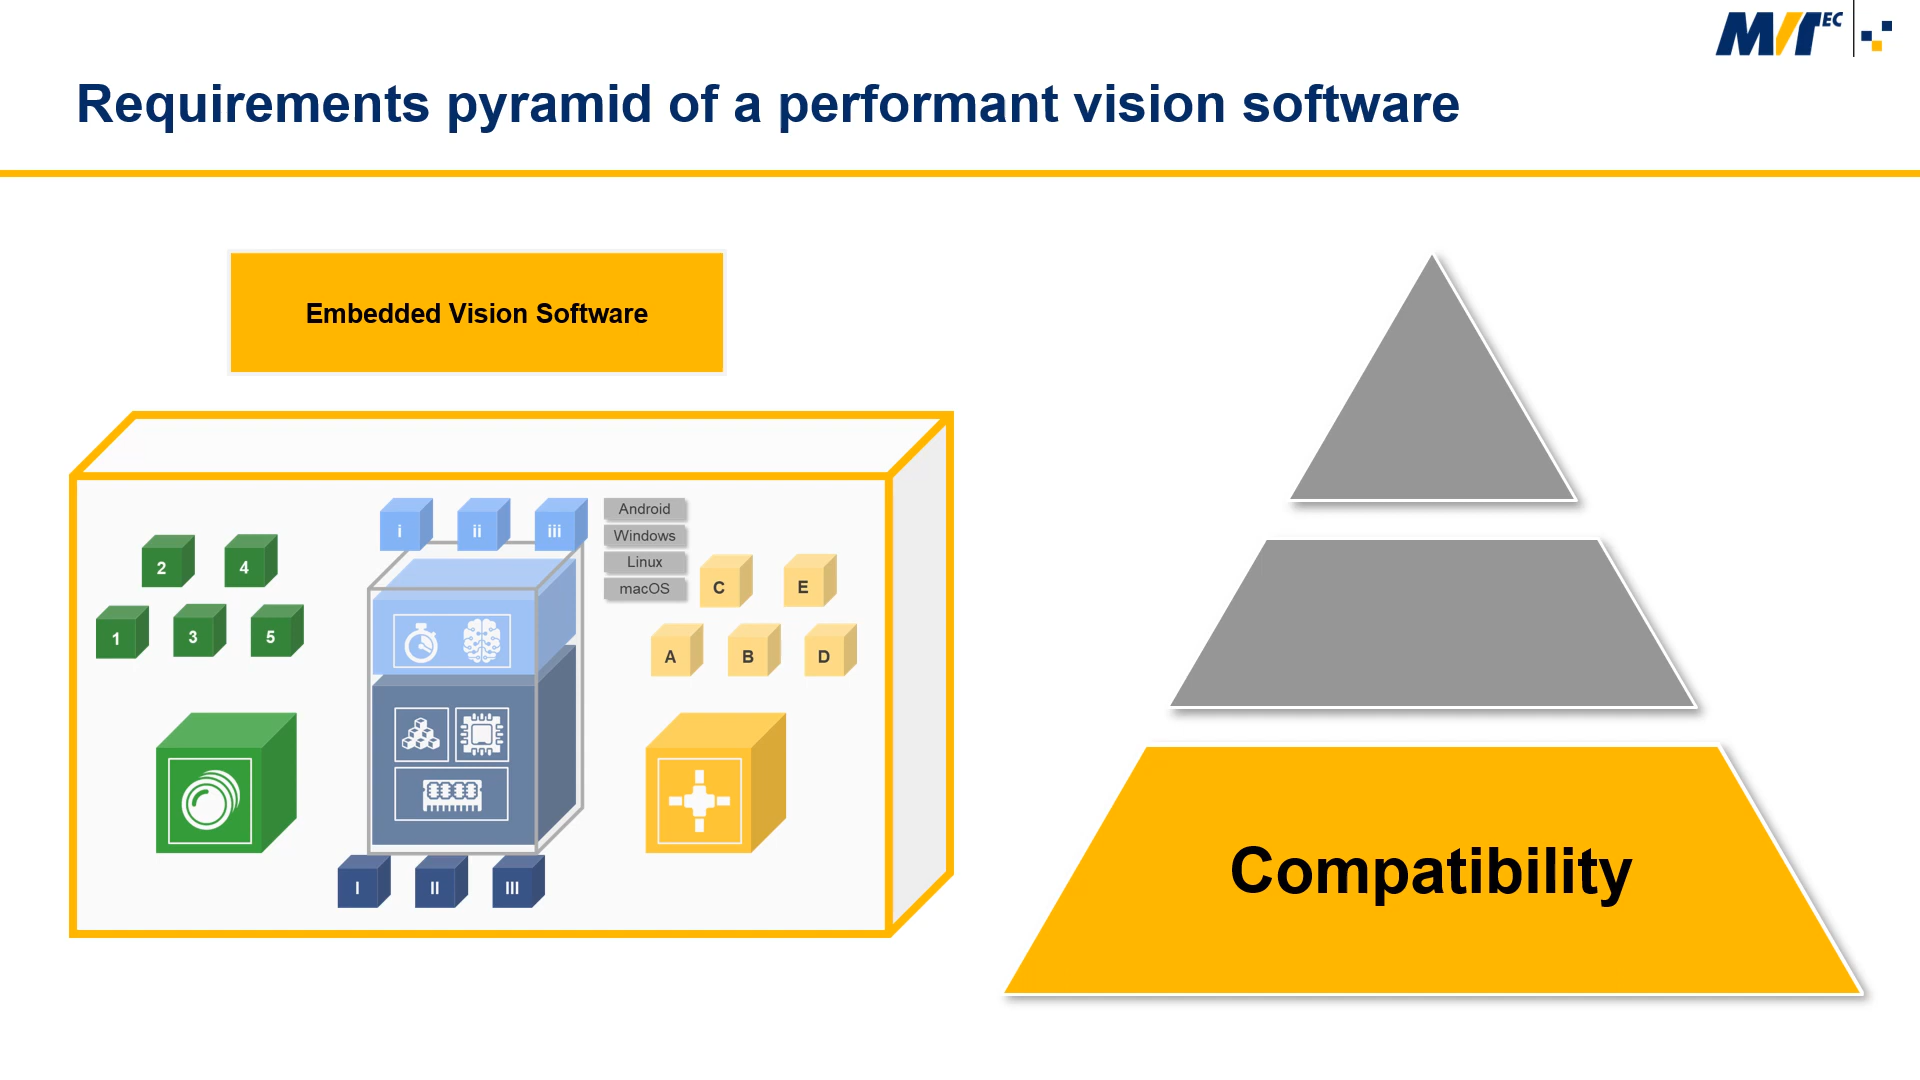 MVTEC
Requirements pyramid of a performant vision software
Embedded Vision Software
i
ii
iii
Android
Windows
Linux
macOS
2
4
1
3
5
C
E
A
B
D
I
II
III
Compatibility